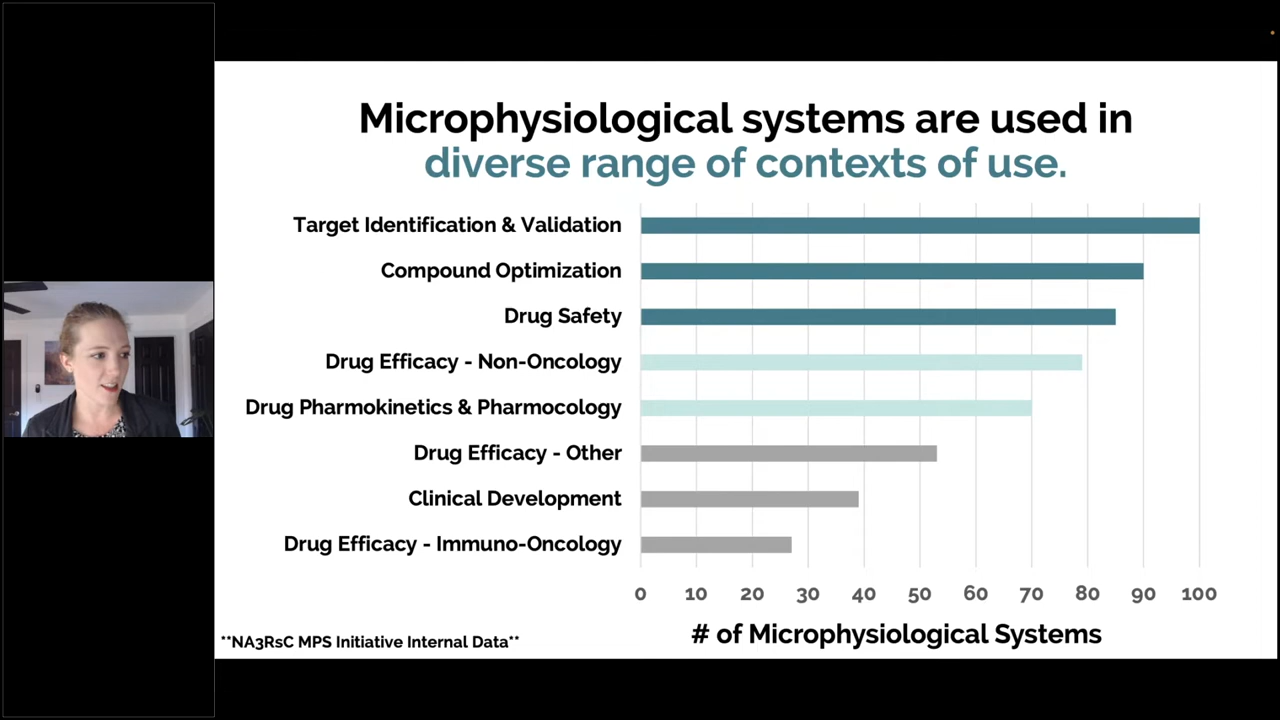 Microphysiological systems are used in
diverse range of contexts of use.
Target Identification & Validation
Compound Optimization
Drug Safety
Drug Efficacy - Non-Oncology
Drug Pharmokinetics & Pharmocology
Drug Efficacy - Other
Clinical Development
Drug Efficacy - Immuno-Oncology
0 10 20 30 40 50 60 70 80 90 100
# of Microphysiological Systems
**NA3RsC MPS Initiative Internal Data**